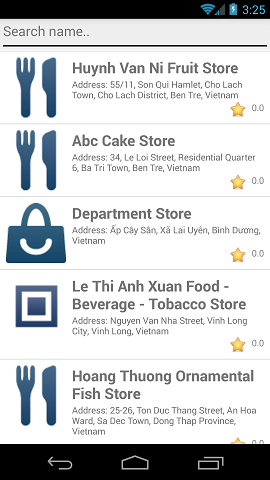 3:25
Search name..
Huynh Van Ni Fruit Store
Address: 55/11, Son Qui Hamlet, Cho Lach
Town, Cho Lach District, Ben Tre, Vietnam
0.0
Abc Cake Store
Address: 34, Le Loi Street, Residential Quarter
6, Ba Tri Town, Ben Tre, Vietnam
0.0
Department Store
Address: Ấp Cây Sắn, Xã Lai Uyên, Bình Dương,
Vietnam
0.0
Le Thi Anh Xuan Food -
Beverage - Tobacco Store
Address: Nguyen Van Nha Street, Vinh Long
City, Vinh Long, Vietnam
0.0
Hoang Thuong Ornamental
Fish Store
Address: 25-26, Ton Duc Thang Street, An Hoa
Ward, Sa Dec Town, Dong Thap Province,
Vietnam
0.0